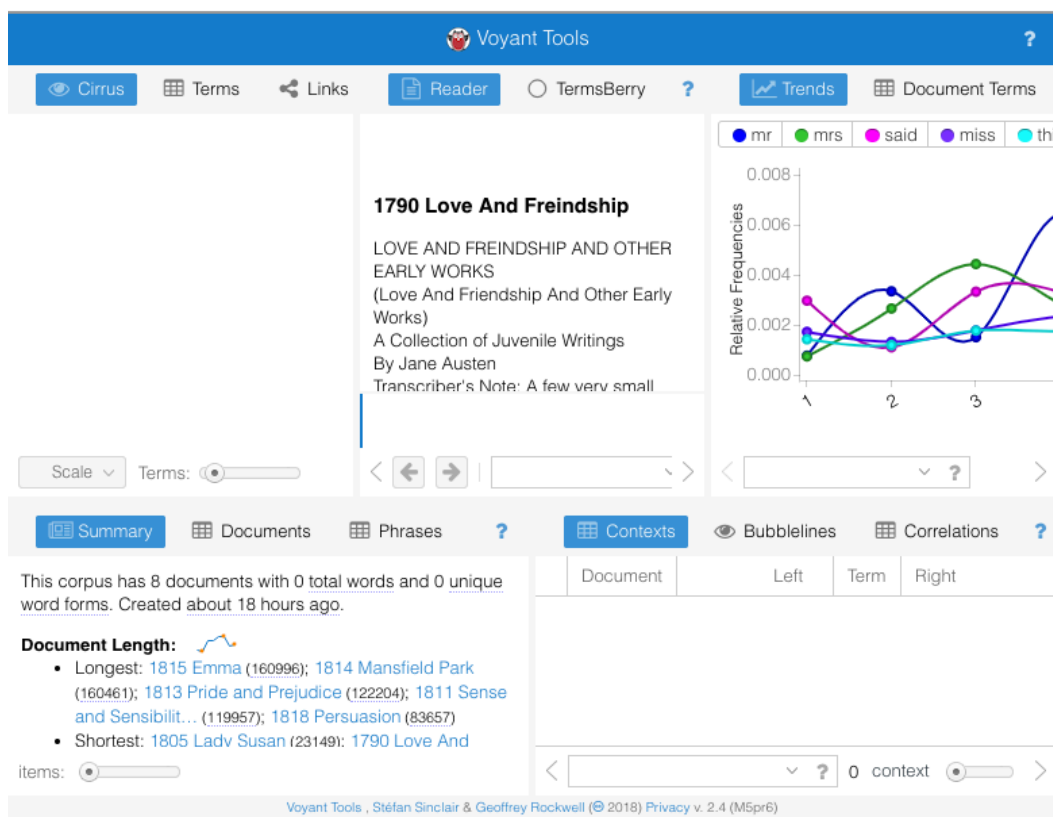 Voyant Tools
?
Cirrus Terms Links
Reader TermsBerry ?
Trends Document Terms
1790 Love And Freindship
LOVE AND FREINDSHIP AND OTHER
EARLY WORKS
(Love And Friendship And Other Early
Works)
A Collection of Juvenile Writings
By Jane Austen
Transcriber's Note: A few very small
mr mrs said miss th
0.008
0.006
0.004
0.002
0.000
Relative Frequencies
1 2 3
Scale Terms:
?
Summary Documents Phrases ?
This corpus has 8 documents with 0 total words and 0 unique
word forms. Created about 18 hours ago.
Document Length:
• Longest: 1815 Emma (160996); 1814 Mansfield Park
(160461); 1813 Pride and Prejudice (122204); 1811 Sense
and Sensibilit... (119957); 1818 Persuasion (83657)
• Shortest: 1805 Lady Susan (23149); 1790 Love And
items:
Contexts Bubblelines Correlations ?
Document Left Term Right
? 0 context
Voyant Tools , Stéfan Sinclair & Geoffrey Rockwell (🅭 2018) Privacy v. 2.4 (M5pr6)